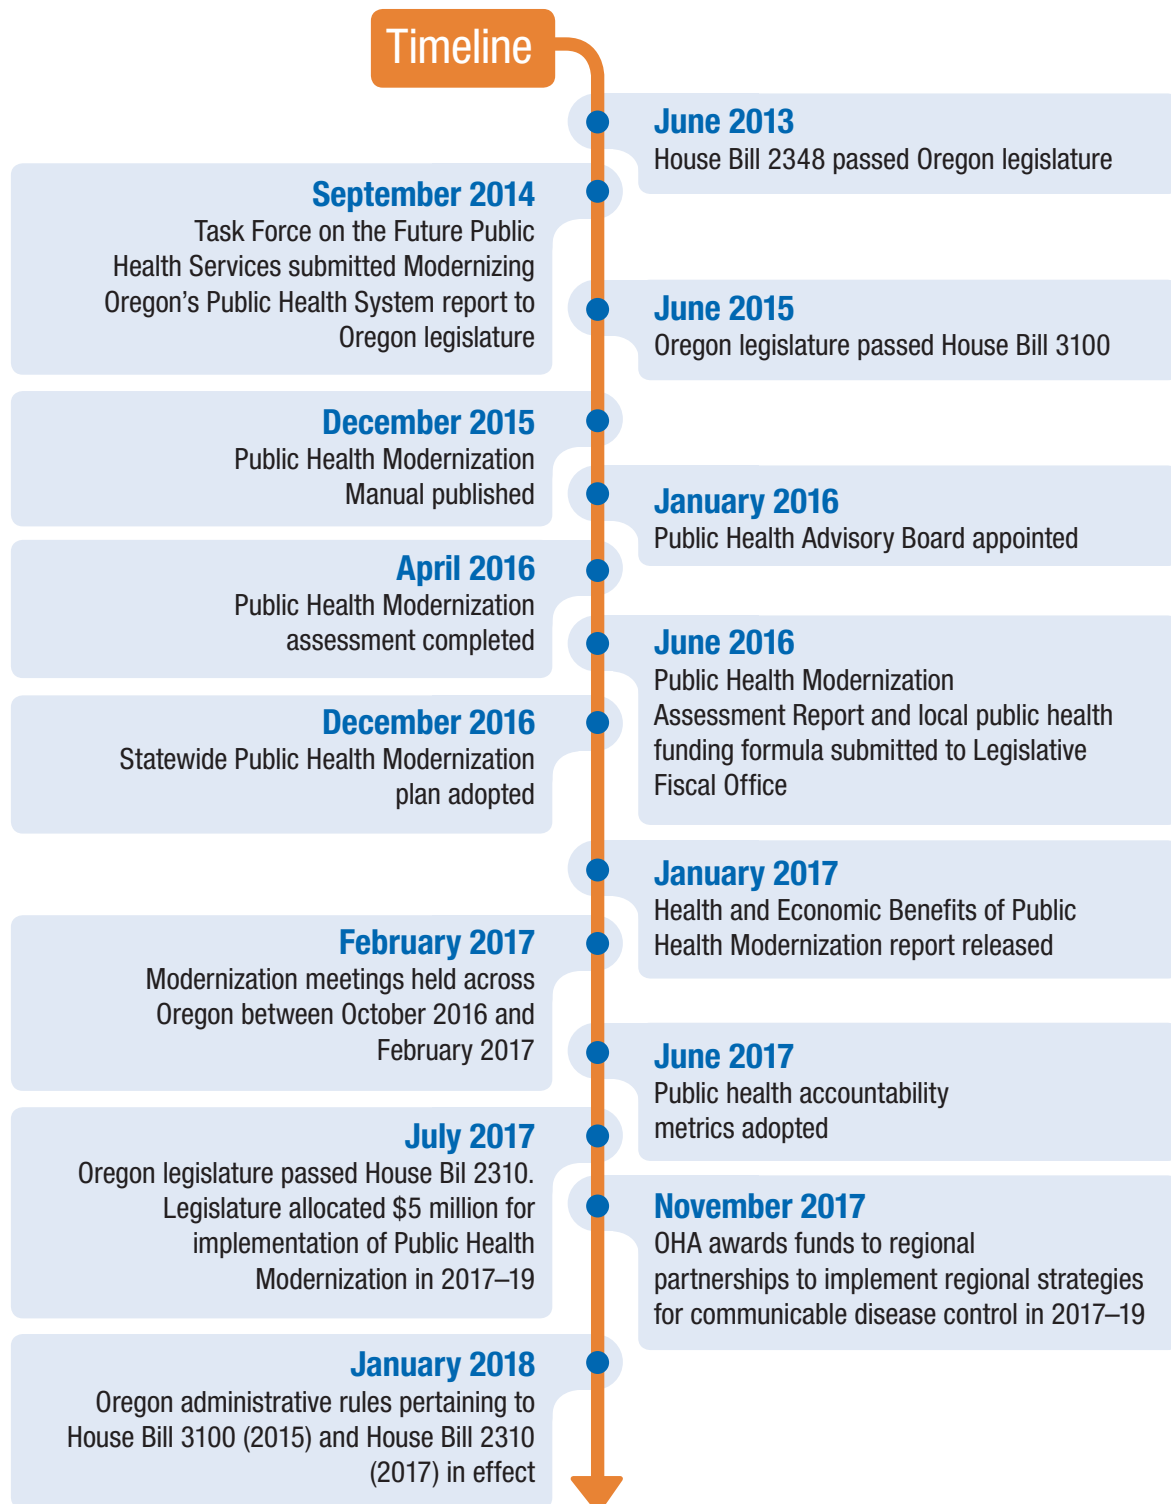 Timeline
June 2013
House Bill 2348 passed Oregon legislature
September 2014
Task Force on the Future Public
Health Services submitted Modernizing
Oregon’s Public Health System report to
Oregon legislature
June 2015
Oregon legislature passed House Bill 3100
December 2015
Public Health Modernization
Manual published
January 2016
Public Health Advisory Board appointed
April 2016
Public Health Modernization
assessment completed
June 2016
Public Health Modernization
Assessment Report and local public health
funding formula submitted to Legislative
Fiscal Office
December 2016
Statewide Public Health Modernization
plan adopted
January 2017
Health and Economic Benefits of Public
Health Modernization report released
February 2017
Modernization meetings held across
Oregon between October 2016 and
February 2017
June 2017
Public health accountability
metrics adopted
July 2017
Oregon legislature passed House Bil 2310.
Legislature allocated $5 million for
implementation of Public Health
Modernization in 2017–19
November 2017
OHA awards funds to regional
partnerships to implement regional strategies
for communicable disease control in 2017–19
January 2018
Oregon administrative rules pertaining to
House Bill 3100 (2015) and House Bill 2310
(2017) in effect